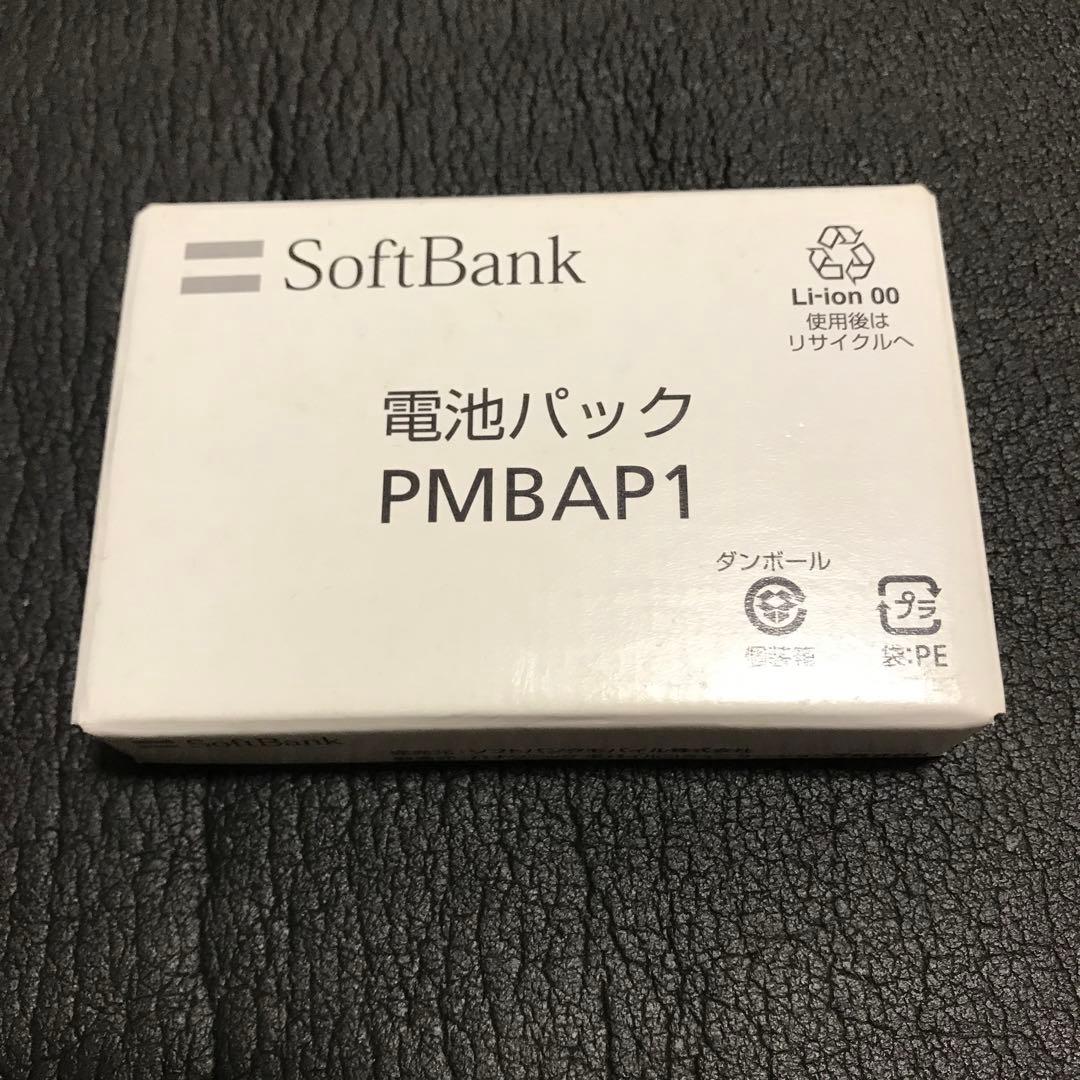 SoftBank
Li-ion 00
使用後は
リサイクルへ
電池パック
PMBAP1
ダンボール
個装箱
プラ
袋:PE
SoftBank